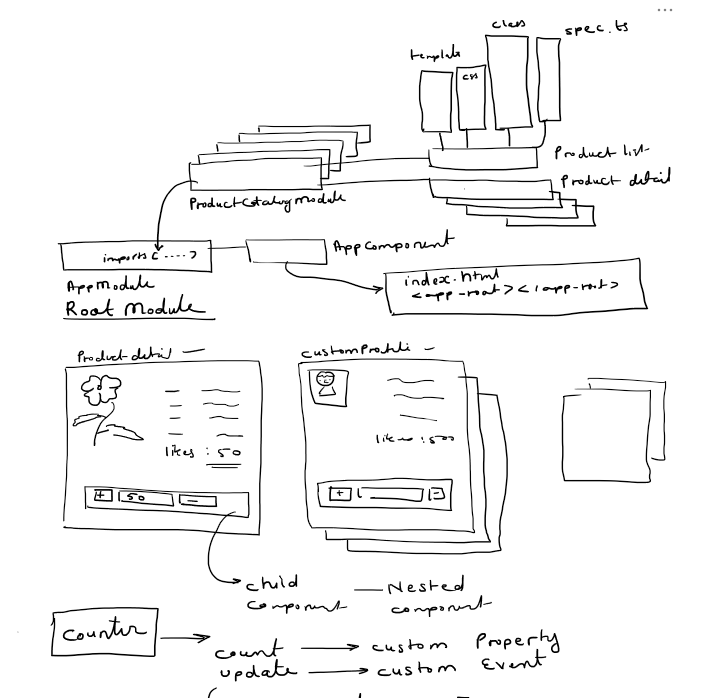 class
spec.ts
template
css
Product list
Product detail
ProductCatalogModule
AppComponent
imports [ .... ]
AppModule
Root Module
index.html
<app-root></app-root>
Product detail —
likes : 50
+ 50 —
likes : 500
+ -
child component
— Nested component
Counter
count → custom Property
update → custom Event